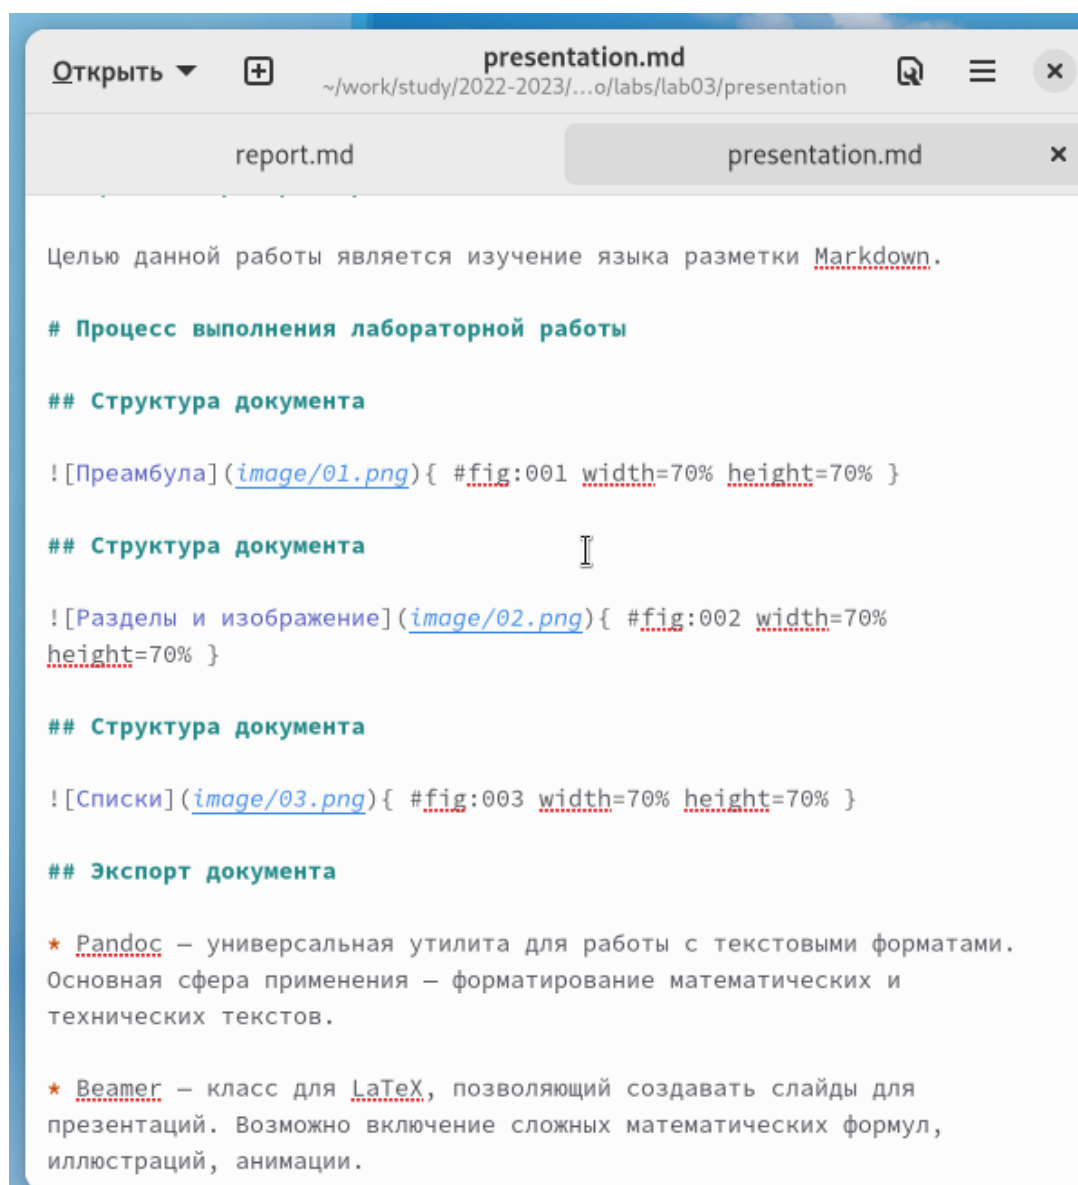 Открыть
presentation.md
~/work/study/2022-2023/…o/labs/lab03/presentation
report.md
presentation.md
Целью данной работы является изучение языка разметки Markdown.
# Процесс выполнения лабораторной работы
## Структура документа
![Преамбула](image/01.png){ #fig:001 width=70% height=70% }
## Структура документа
![Разделы и изображение](image/02.png){ #fig:002 width=70%
height=70% }
## Структура документа
![Списки](image/03.png){ #fig:003 width=70% height=70% }
## Экспорт документа
* Pandoc — универсальная утилита для работы с текстовыми форматами.
Основная сфера применения — форматирование математических и
технических текстов.
* Beamer — класс для LaTeX, позволяющий создавать слайды для
презентаций. Возможно включение сложных математических формул,
иллюстраций, анимации.